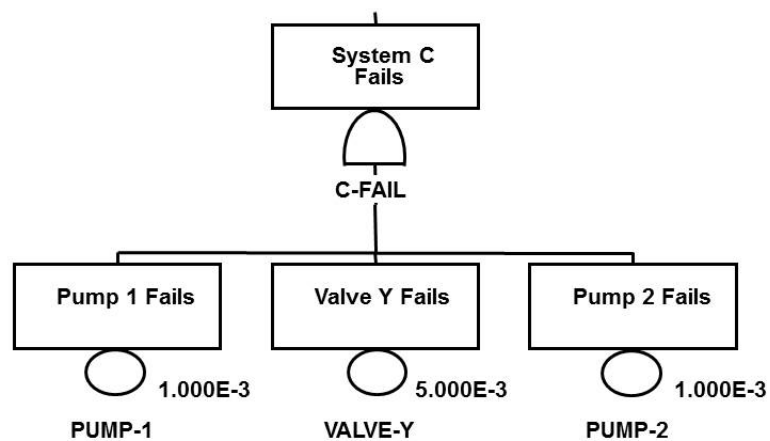 System C
Fails
C-FAIL
Pump 1 Fails
Valve Y Fails
Pump 2 Fails
1.000E-3
5.000E-3
1.000E-3
PUMP-1
VALVE-Y
PUMP-2